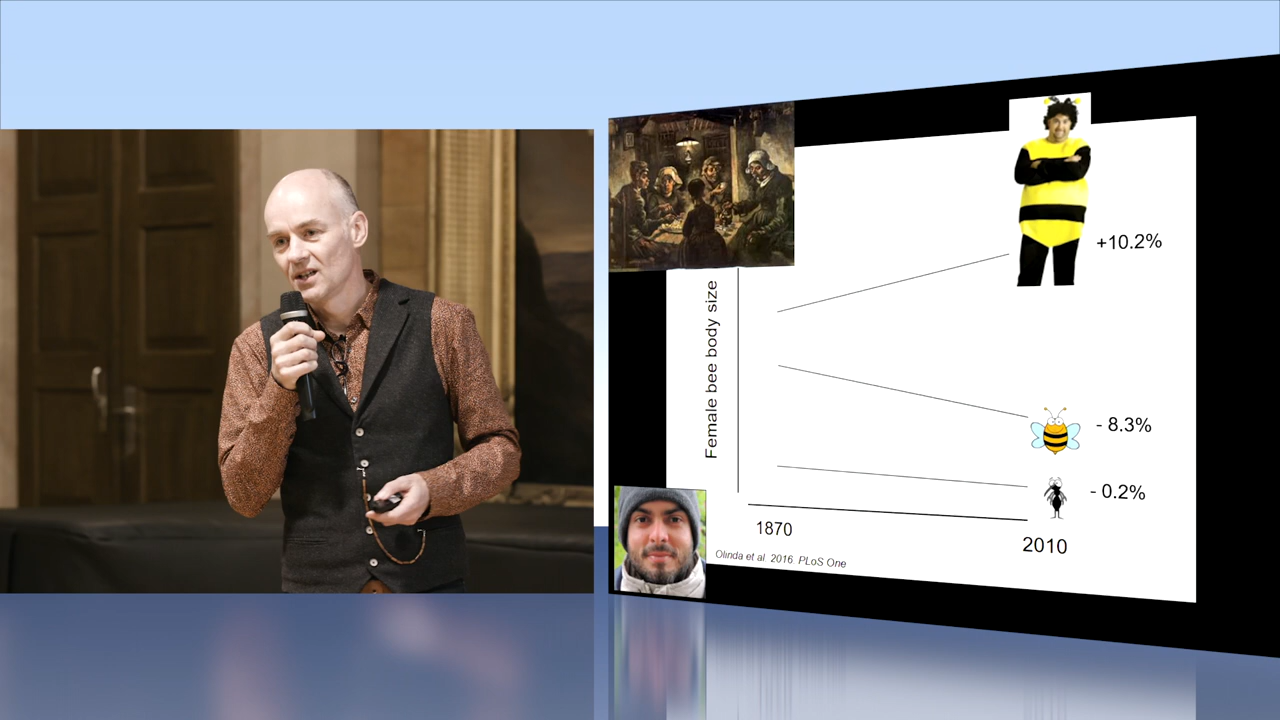 +10.2%
Female bee body size
- 8.3%
- 0.2%
1870
2010
Olinda et al. 2016. PLoS One